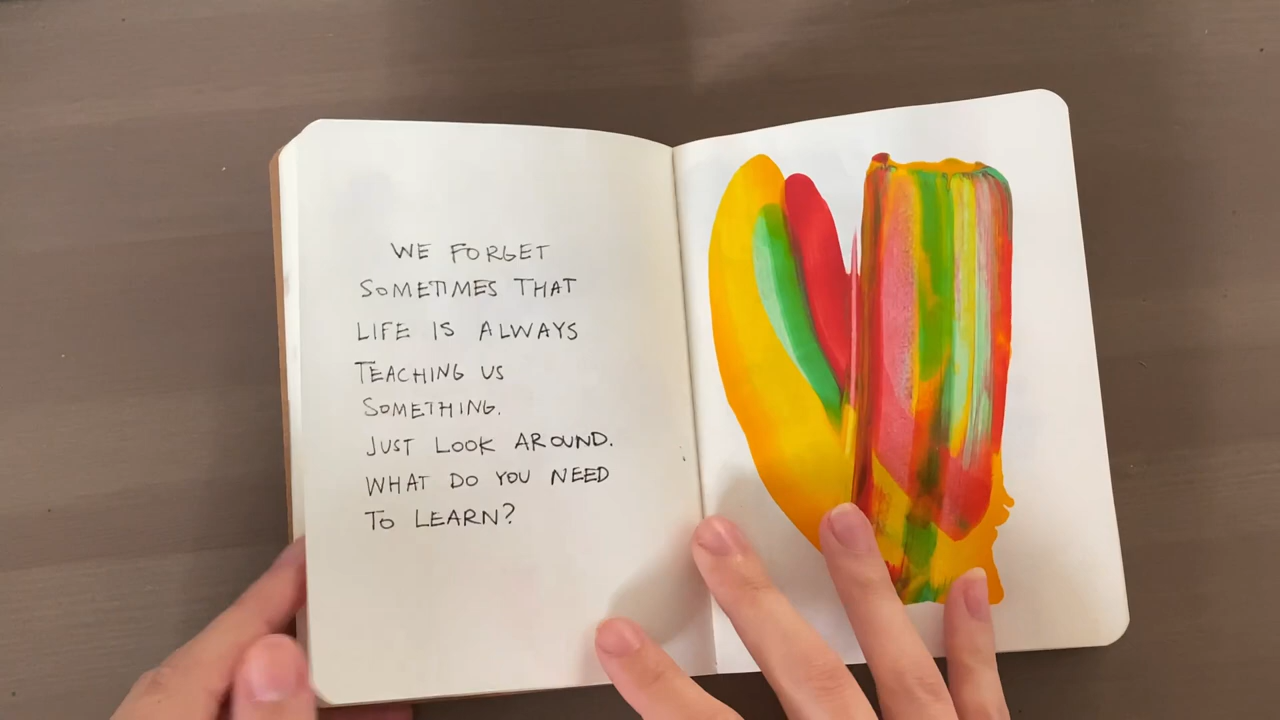 WE FORGET
SOMETIMES THAT
LIFE IS ALWAYS
TEACHING US
SOMETHING.
JUST LOOK AROUND.
WHAT DO YOU NEED
TO LEARN?